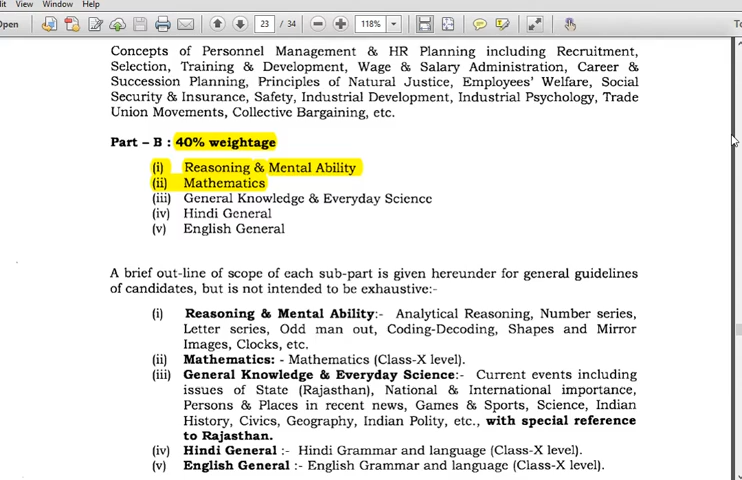 View Window Help
Open 23 / 34 118%
Concepts of Personnel Management & HR Planning including Recruitment,
Selection, Training & Development, Wage & Salary Administration, Career &
Succession Planning, Principles of Natural Justice, Employees' Welfare, Social
Security & Insurance, Safety, Industrial Development, Industrial Psychology, Trade
Union Movements, Collective Bargaining, etc.
Part – B : 40% weightage
(i) Reasoning & Mental Ability
(ii) Mathematics
(iii) General Knowledge & Everyday Science
(iv) Hindi General
(v) English General
A brief out-line of scope of each sub-part is given hereunder for general guidelines
of candidates, but is not intended to be exhaustive:-
(i) Reasoning & Mental Ability:- Analytical Reasoning, Number series,
Letter series, Odd man out, Coding-Decoding, Shapes and Mirror
Images, Clocks, etc.
(ii) Mathematics: - Mathematics (Class-X level).
(iii) General Knowledge & Everyday Science:- Current events including
issues of State (Rajasthan), National & International importance,
Persons & Places in recent news, Games & Sports, Science, Indian
History, Civics, Geography, Indian Polity, etc., with special reference
to Rajasthan.
(iv) Hindi General :- Hindi Grammar and language (Class-X level).
(v) English General :- English Grammar and language (Class-X level).